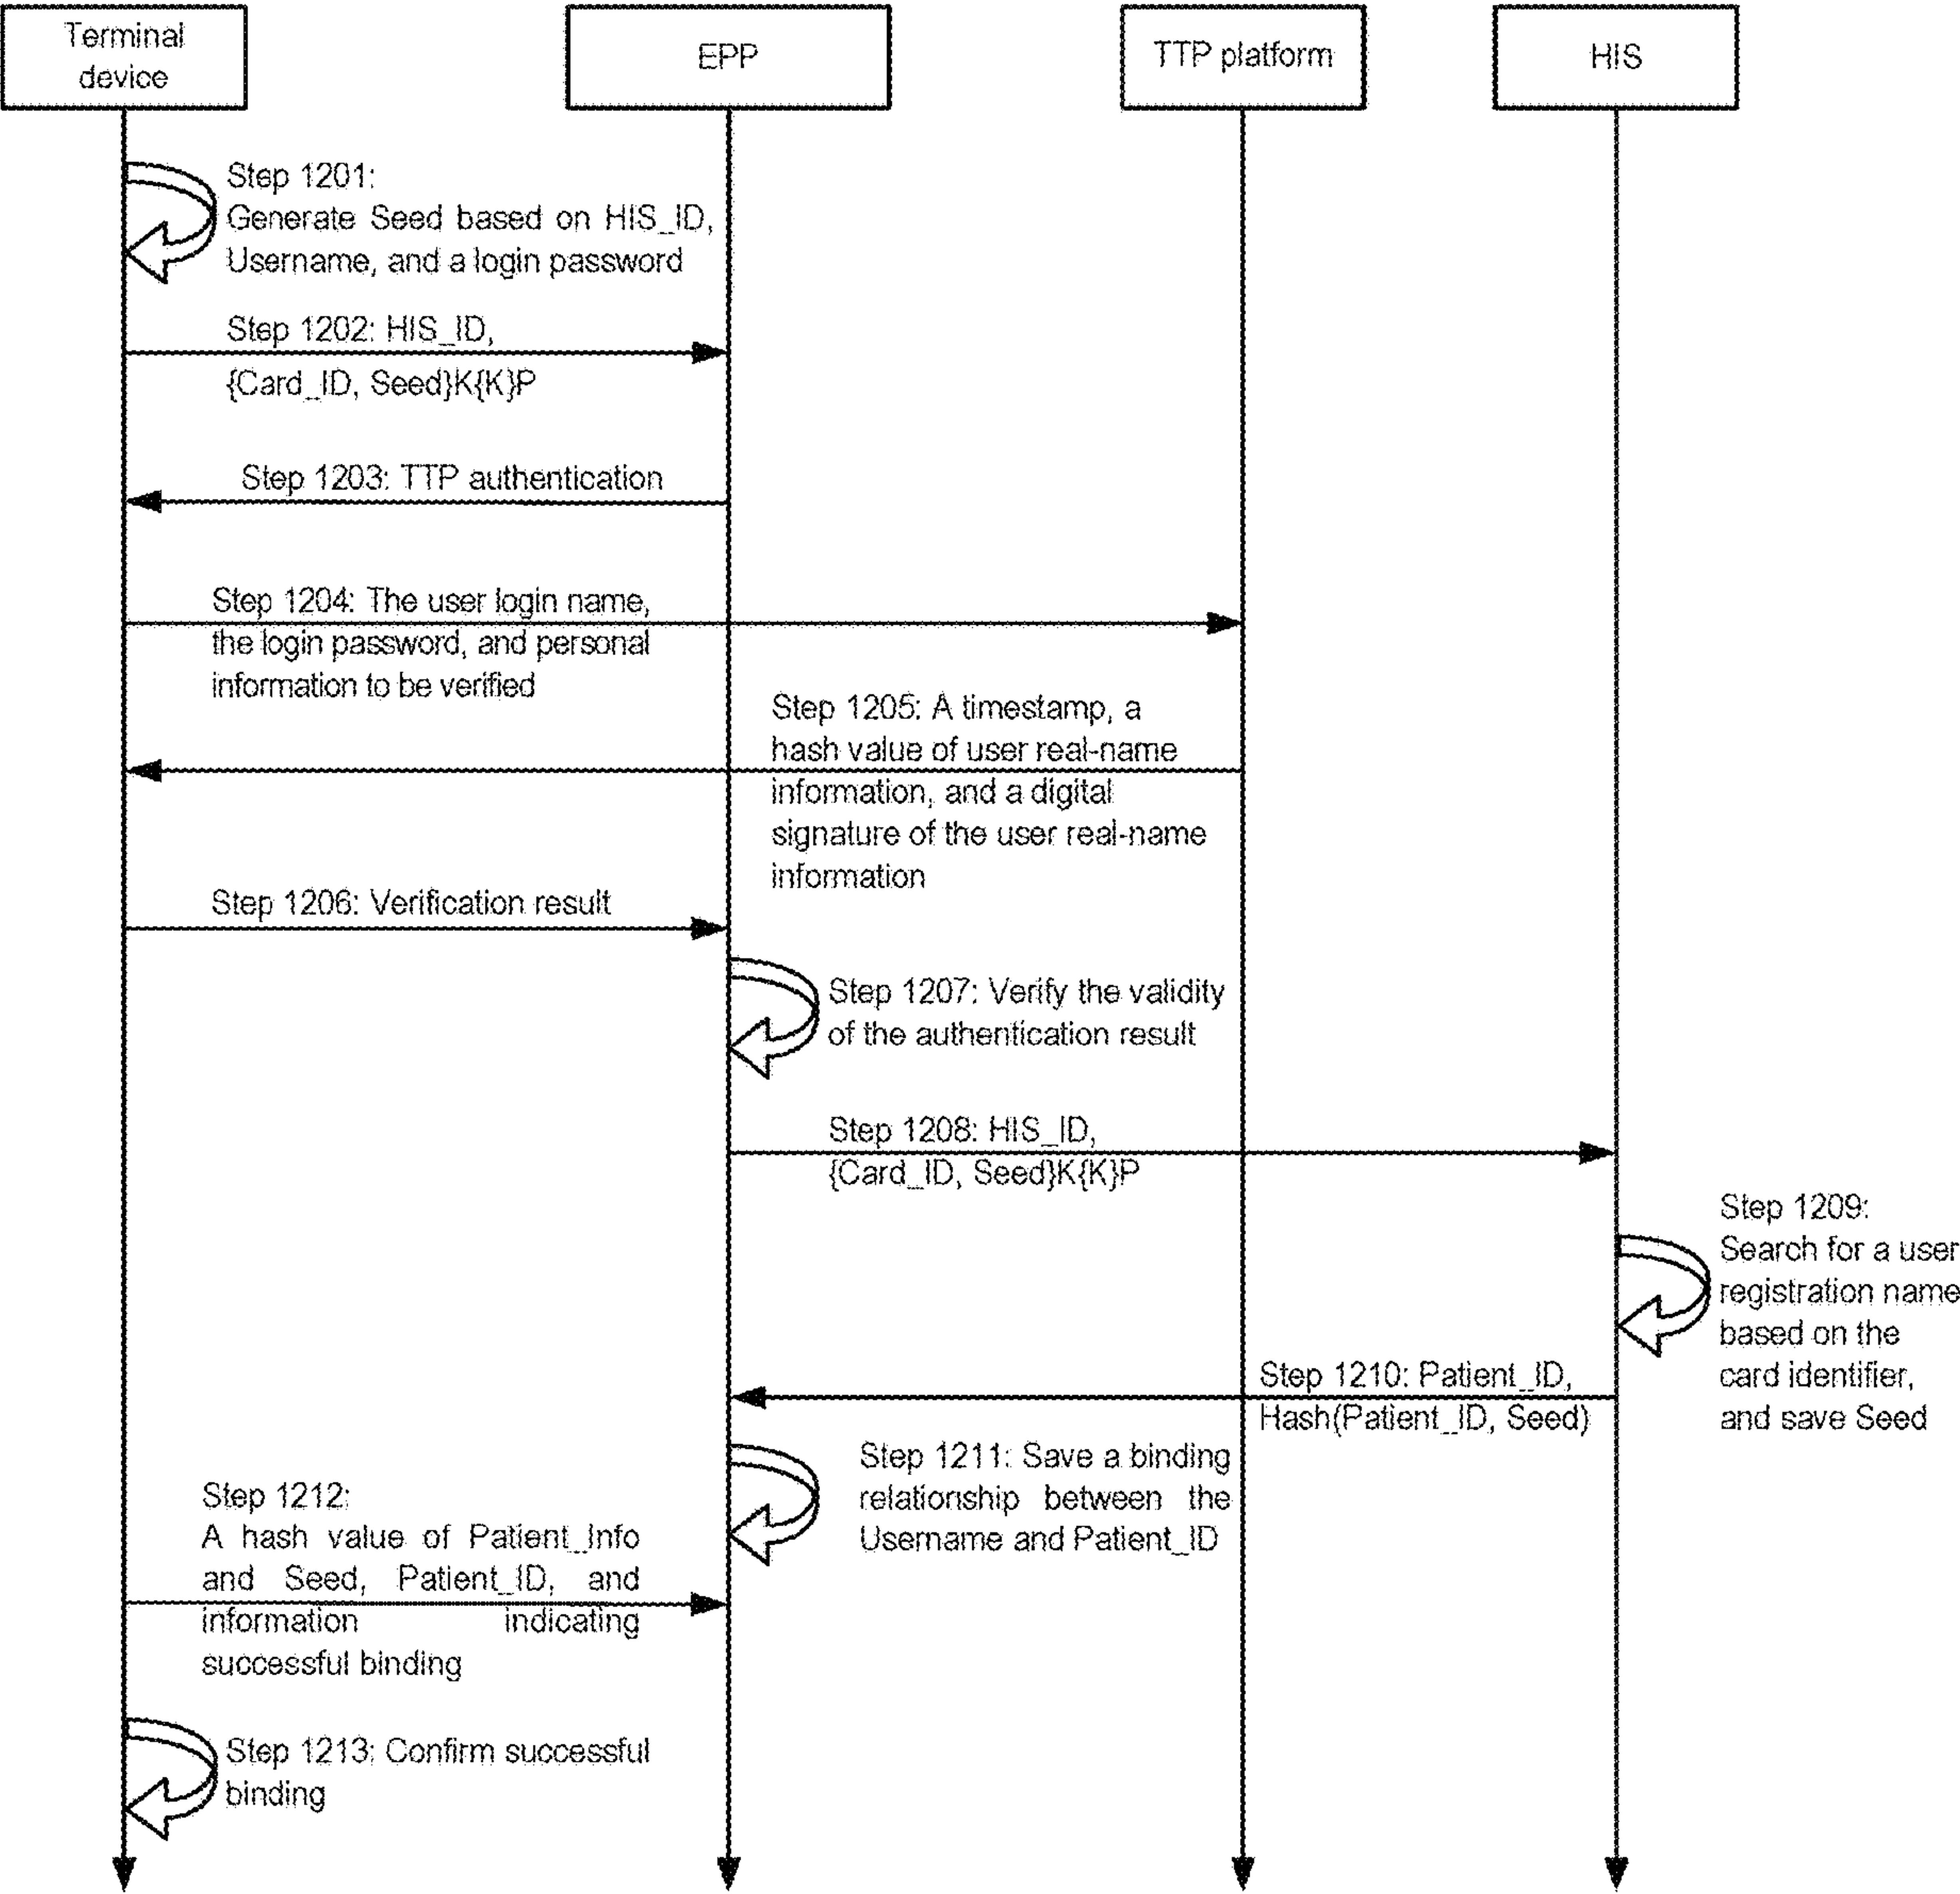 Terminal
device
EPP
TTP platform
HIS
Step 1201:
Generate Seed based on HIS_ID,
Username, and a login password
Step 1202: HIS_ID,
{Card_ID, Seed}K{K}P
Step 1203: TTP authentication
Step 1204: The user login name,
the login password, and personal
information to be verified
Step 1205: A timestamp, a
hash value of user real-name
information, and a digital
signature of the user real-name
information
Step 1206: Verification result
Step 1207: Verify the validity
of the authentication result
Step 1208: HIS_ID,
{Card_ID, Seed}K{K}P
Step 1209:
Search for a user
registration name
based on the
card identifier,
and save Seed
Step 1210: Patient_ID,
Hash(Patient_ID, Seed)
Step 1211: Save a binding
relationship between the
Username and Patient_ID
Step 1212:
A hash value of Patient_Info
and Seed, Patient_ID, and
information indicating
successful binding
Step 1213: Confirm successful
binding